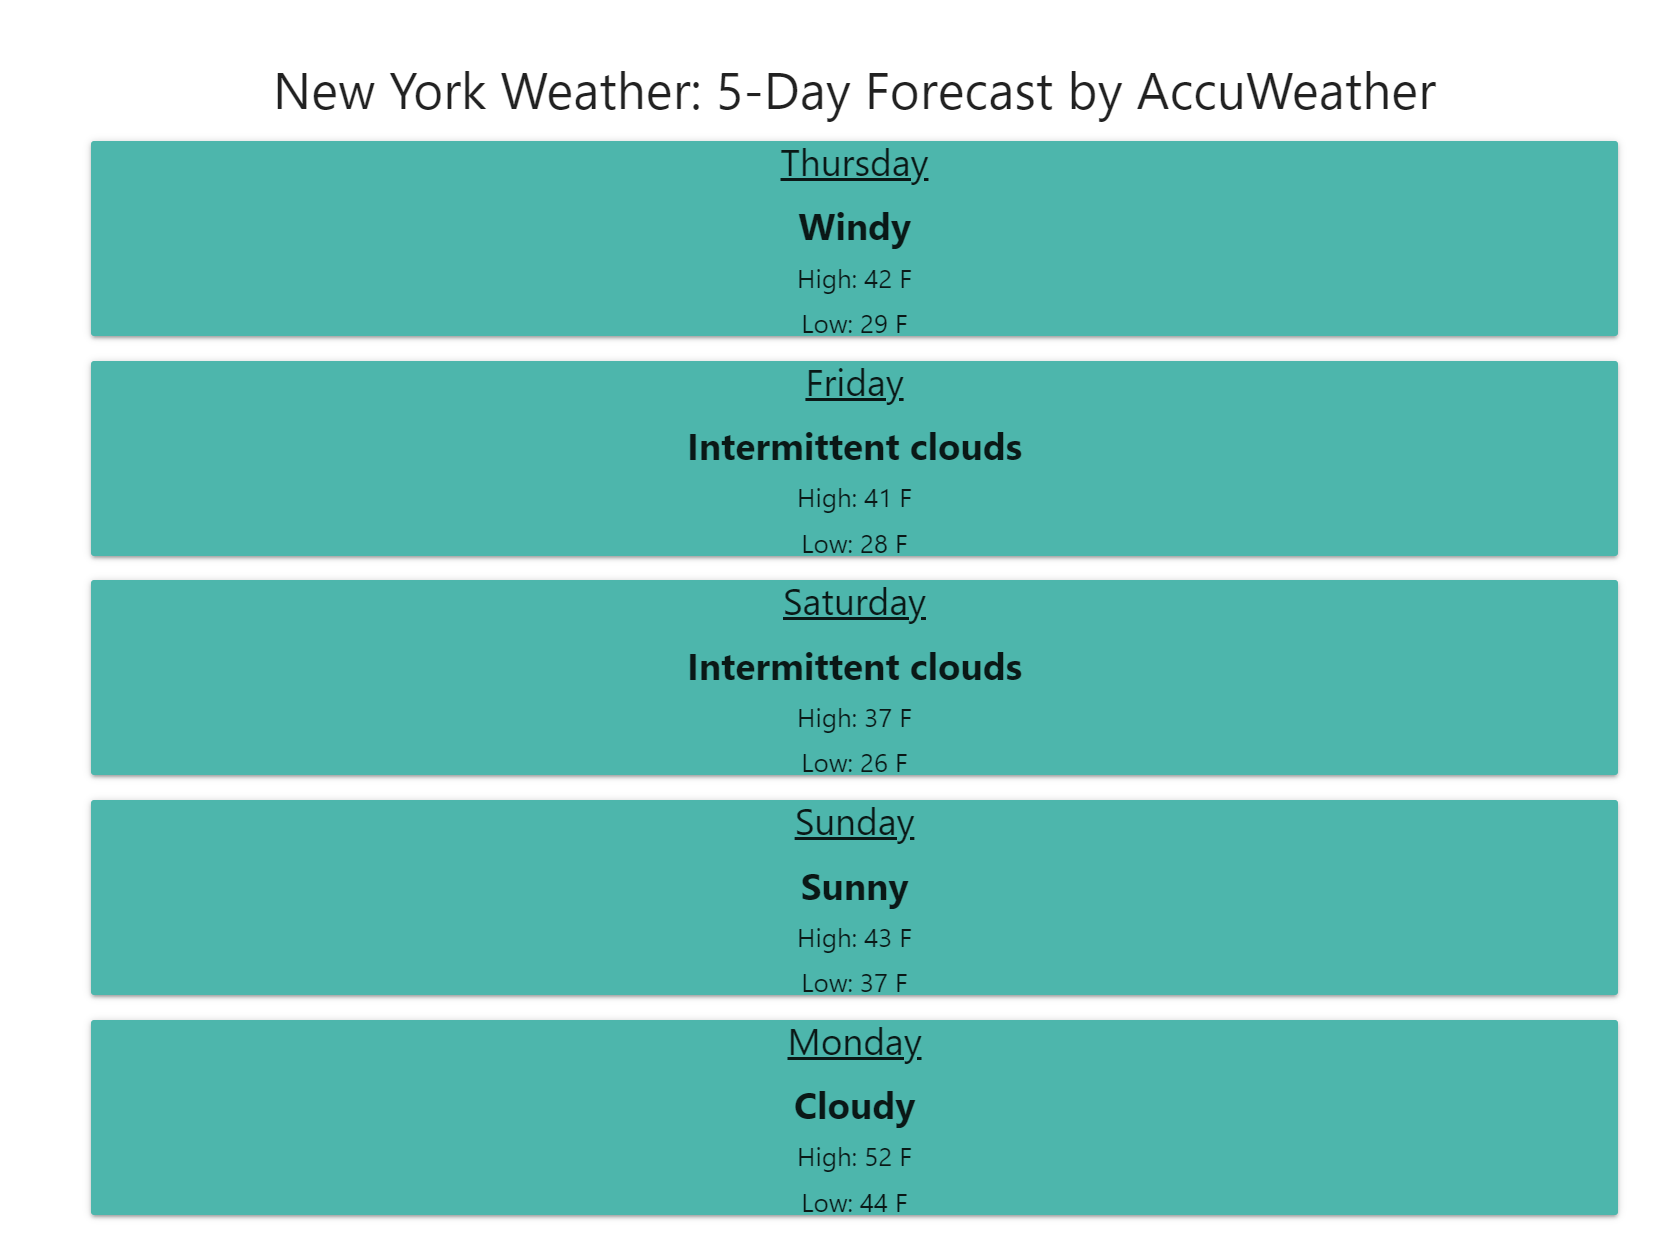 New York Weather: 5-Day Forecast by AccuWeather
Thursday
Windy
High: 42 F
Low: 29 F
Friday
Intermittent clouds
High: 41 F
Low: 28 F
Saturday
Intermittent clouds
High: 37 F
Low: 26 F
Sunday
Sunny
High: 43 F
Low: 37 F
Monday
Cloudy
High: 52 F
Low: 44 F